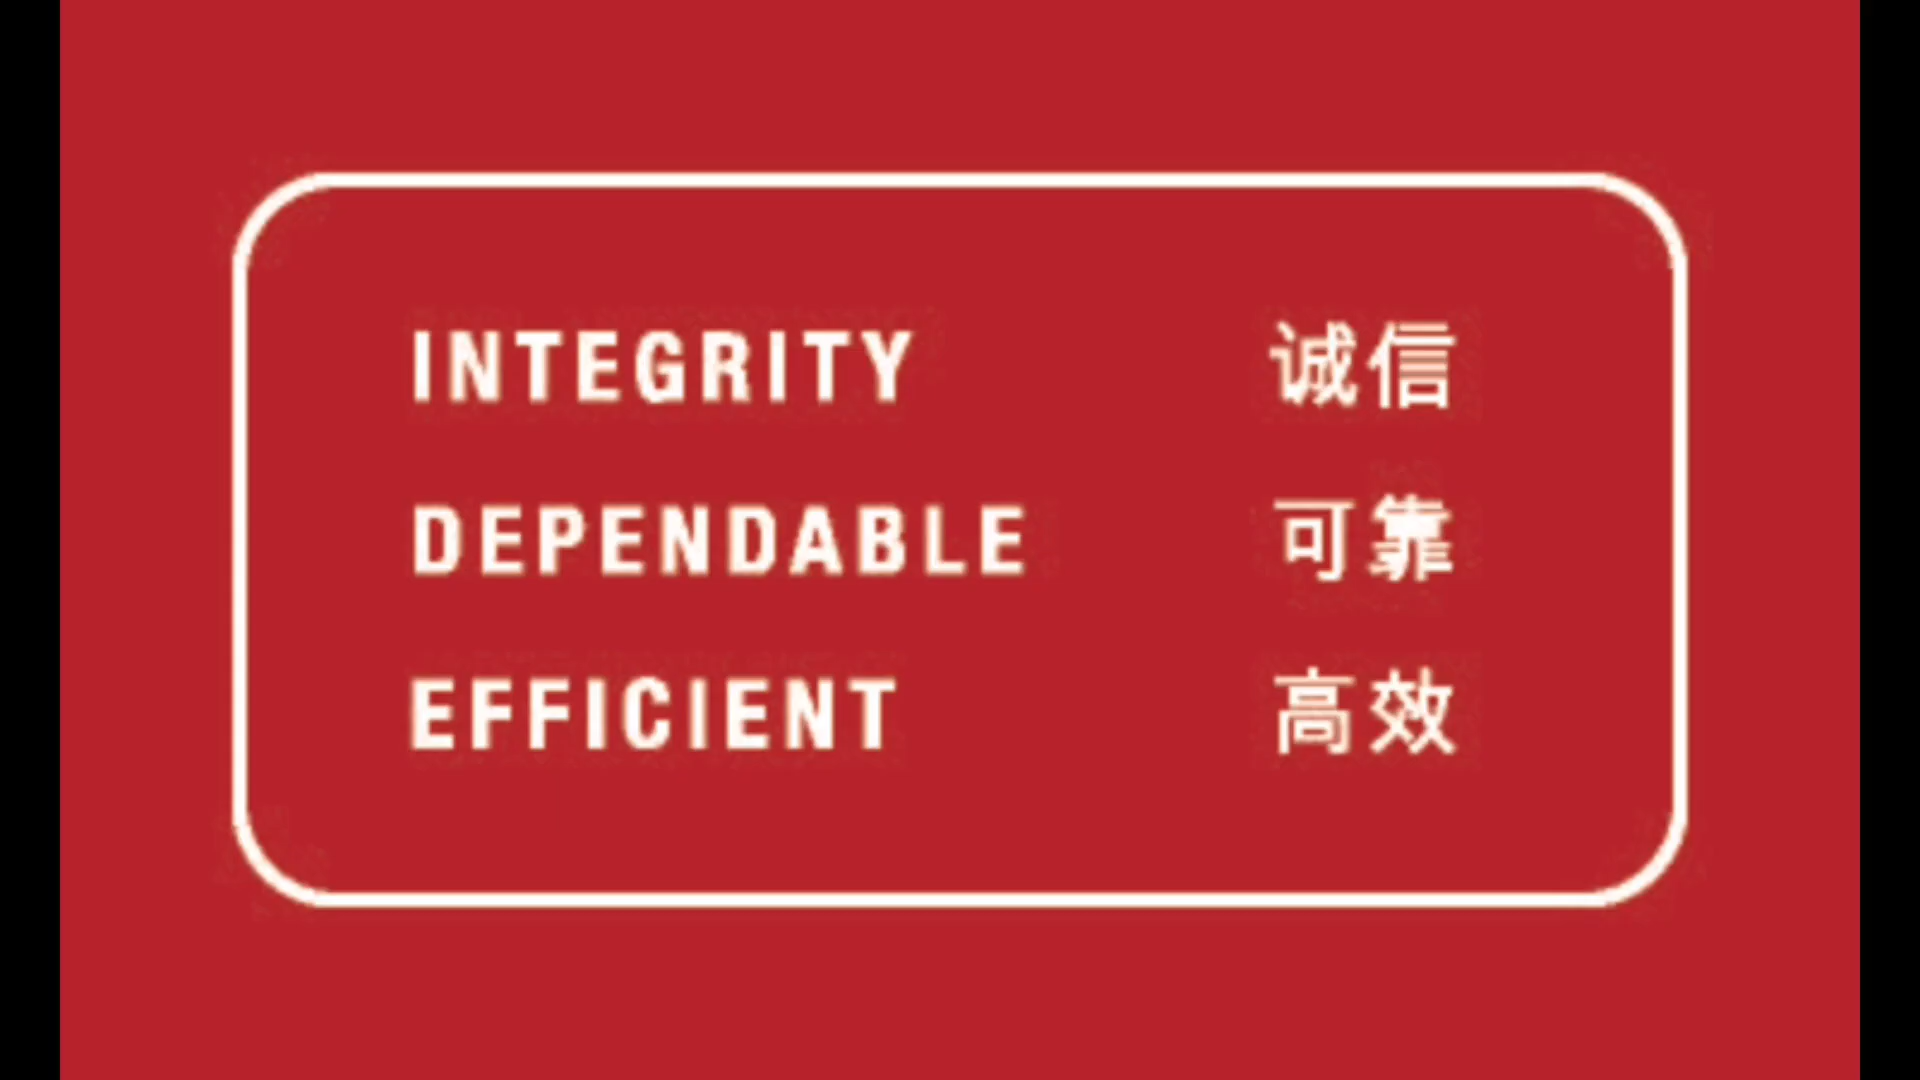 INTEGRITY 诚信
DEPENDABLE 可靠
EFFICIENT 高效